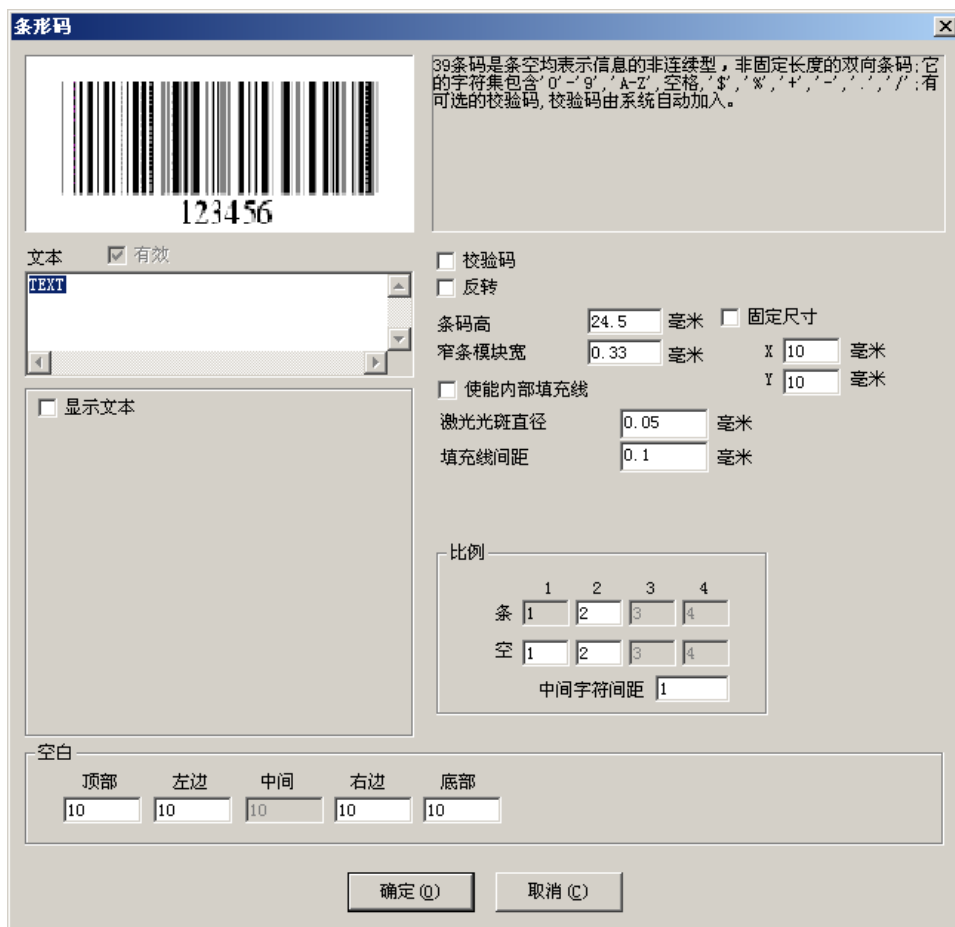 条形码
39条码是条空均表示信息的非连续型，非固定长度的双向条码;它
的字符集包含'0'-'9','A-Z',空格,'$','%','+','-','.','/';有
可选的校验码,校验码由系统自动加入。
123456
文本 有效
TEXT
校验码
反转
条码高 24.5 毫米 固定尺寸
窄条模块宽 0.33 毫米 X 10 毫米
Y 10 毫米
使能内部填充线
显示文本
激光光斑直径 0.05 毫米
填充线间距 0.1 毫米
比例
1 2 3 4
条 1 2 3 4
空 1 2 3 4
中间字符间距 1
空白
顶部 左边 中间 右边 底部
10 10 10 10 10
确定(O) 取消(C)